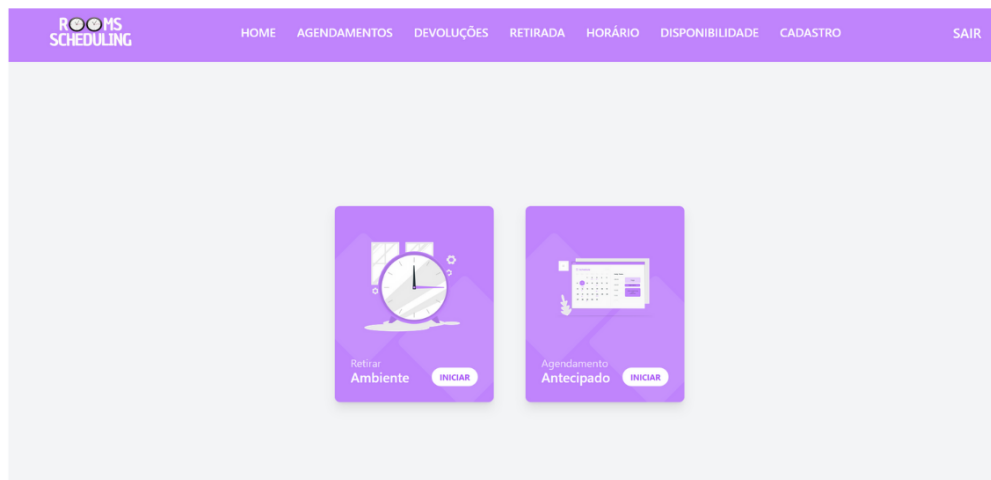 ROOMS
SCHEDULING
HOME AGENDAMENTOS DEVOLUÇÕES RETIRADA HORÁRIO DISPONIBILIDADE CADASTRO SAIR
Retirar
Ambiente INICIAR
Agendamento
Antecipado INICIAR